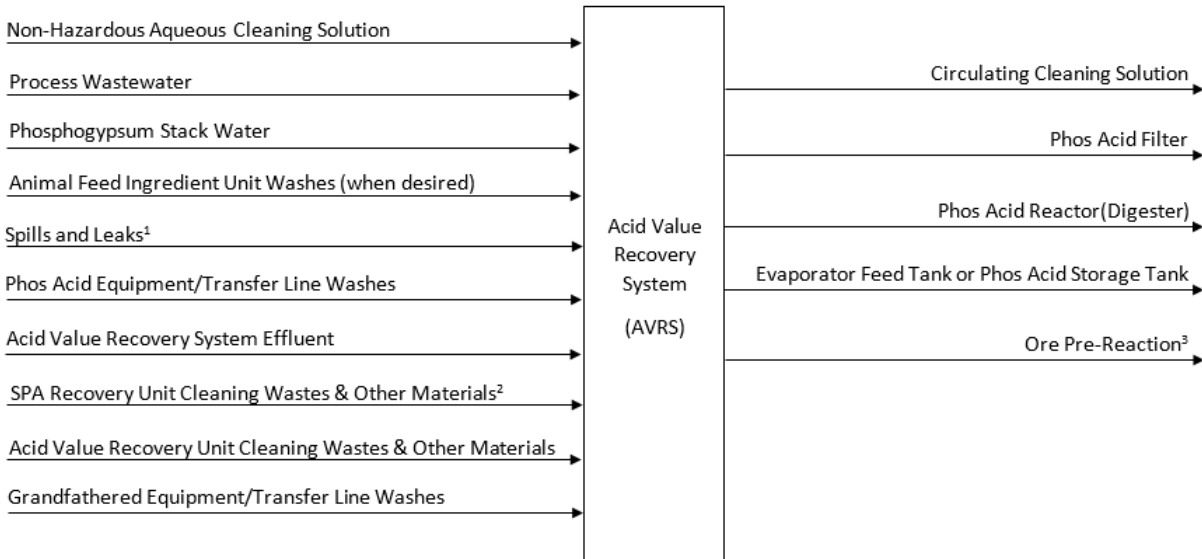 Non-Hazardous Aqueous Cleaning Solution
Process Wastewater
Phosphogypsum Stack Water
Animal Feed Ingredient Unit Washes (when desired)
Spills and Leaks¹
Phos Acid Equipment/Transfer Line Washes
Acid Value Recovery System Effluent
SPA Recovery Unit Cleaning Wastes & Other Materials²
Acid Value Recovery Unit Cleaning Wastes & Other Materials
Grandfathered Equipment/Transfer Line Washes
Acid Value
Recovery
System
(AVRS)
Circulating Cleaning Solution
Phos Acid Filter
Phos Acid Reactor(Digester)
Evaporator Feed Tank or Phos Acid Storage Tank
Ore Pre-Reaction³